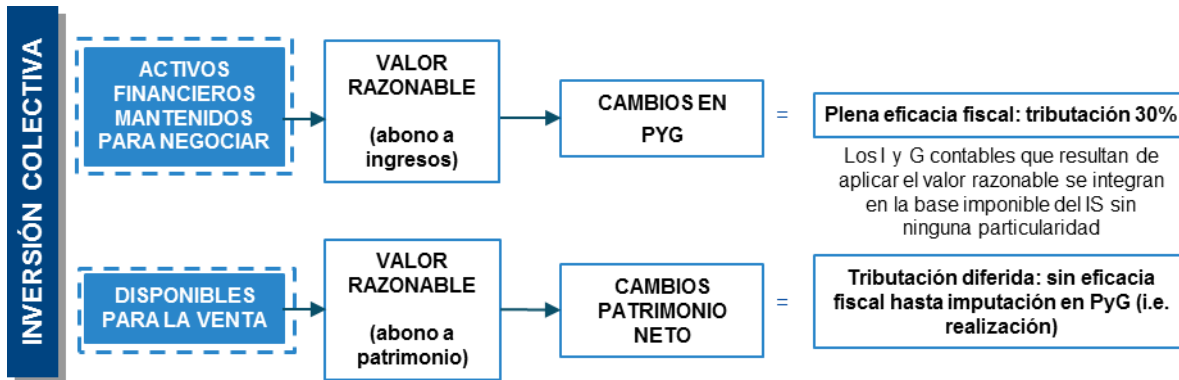 INVERSIÓN COLECTIVA
ACTIVOS
FINANCIEROS
MANTENIDOS
PARA NEGOCIAR
VALOR
RAZONABLE
(abono a
ingresos)
CAMBIOS EN
PYG
=
Plena eficacia fiscal: tributación 30%
Los I y G contables que resultan de
aplicar el valor razonable se integran
en la base imponible del IS sin
ninguna particularidad
DISPONIBLES
PARA LA VENTA
VALOR
RAZONABLE
(abono a
patrimonio)
CAMBIOS
PATRIMONIO
NETO
=
Tributación diferida: sin eficacia
fiscal hasta imputación en PyG (i.e.
realización)